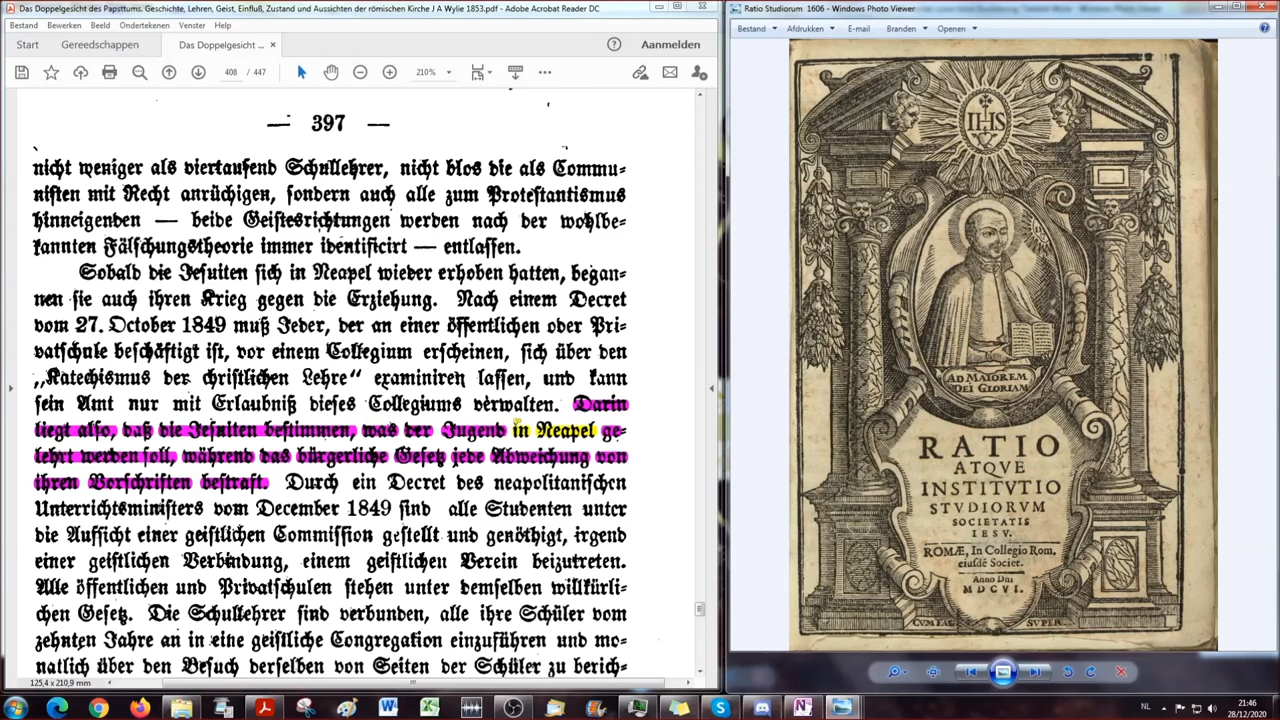 Das Doppelgesicht des Papsttums. Geschichte, Lehren, Geist, Einfluß, Zustand und Aussichten der römischen Kirche J A Wylie 1853.pdf - Adobe Acrobat Reader DC
Bestand Bewerken Beeld Ondertekenen Venster Help
Start Gereedschappen Das Doppelgesicht ... × Aanmelden
408 / 447 210%
— 397 —
nicht weniger als viertausend Schullehrer, nicht blos die als Commu-
nisten mit Recht anrüchigen, sondern auch alle zum Protestantismus
hinneigenden — beide Geistesrichtungen werden nach der wohlbe-
kannten Fälschungstheorie immer identificirt — entlassen.
Sobald die Jesuiten sich in Neapel wieder erhoben hatten, began-
nen sie auch ihren Krieg gegen die Erziehung. Nach einem Decret
vom 27. October 1849 muß Jeder, der an einer öffentlichen oder Pri-
vatschule beschäftigt ist, vor einem Collegium erscheinen, sich über den
„Katechismus der christlichen Lehre“ examiniren lassen, und kann
sein Amt nur mit Erlaubniß dieses Collegiums verwalten. Darin
liegt also, daß die Jesuiten bestimmen, was der Jugend in Neapel ge-
lehrt werden soll, während das bürgerliche Gesetz jede Abweichung von
ihren Vorschriften bestraft. Durch ein Decret des neapolitanischen
Unterrichtsministers vom December 1849 sind alle Studenten unter
die Aufsicht einer geistlichen Commission gestellt und genöthigt, irgend
einer geistlichen Verbindung, einem geistlichen Verein beizutreten.
Alle öffentlichen und Privatschulen stehen unter demselben willkürli-
chen Gesetz. Die Schullehrer sind verbunden, alle ihre Schüler vom
zehnten Jahre an in eine geistliche Congregation einzuführen und mo-
natlich über den Besuch derselben von Seiten der Schüler zu berich-
125,4 x 210,9 mm
Ratio Studiorum 1606 - Windows Photo Viewer
Bestand Afdrukken E-mail Branden Openen
IHS
AD MAIOREM
DEI GLORIAM
RATIO
ATQVE
INSTITVTIO
STVDIORVM
SOCIETATIS
IESV.
ROMÆ, In Collegio Rom.
eiusdē Societ.
Anno Dni
MDCVI.
SVPER.
NL 21:46
28/12/2020